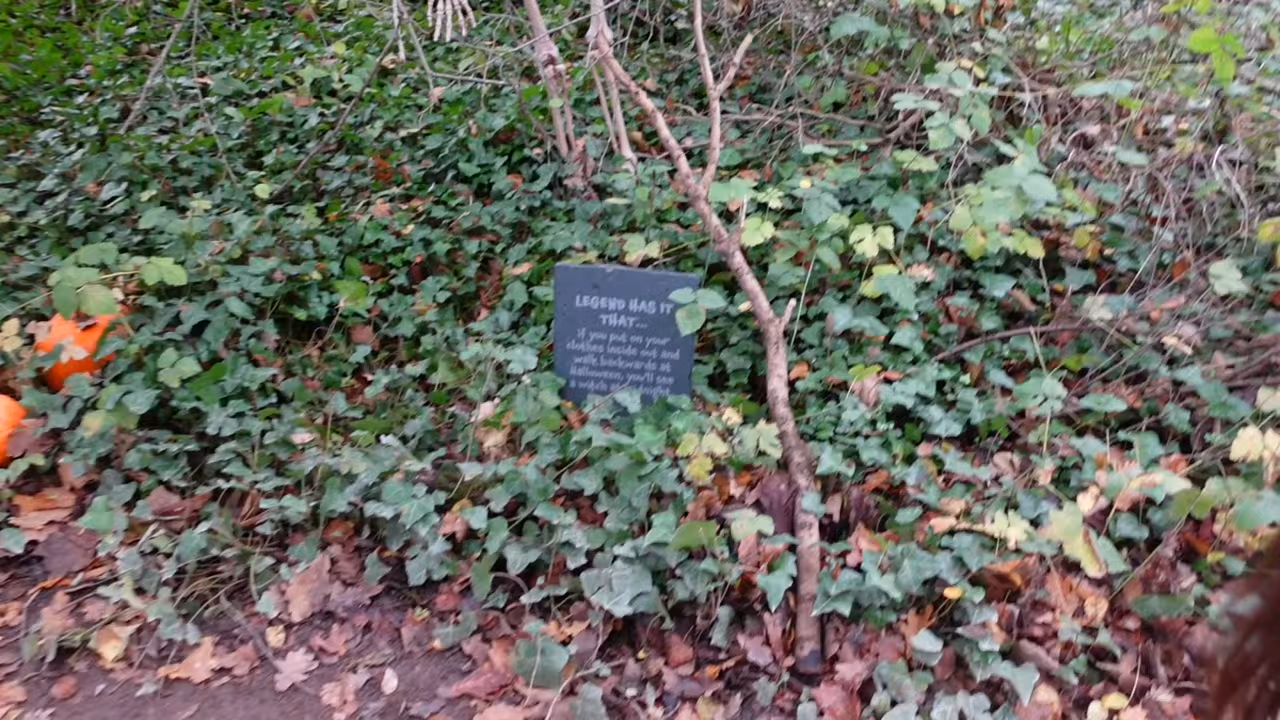 LEGEND HAS IT
THAT...
If you put on your
clothes inside out and
walk backwards at
Halloween, you'll see
a witch